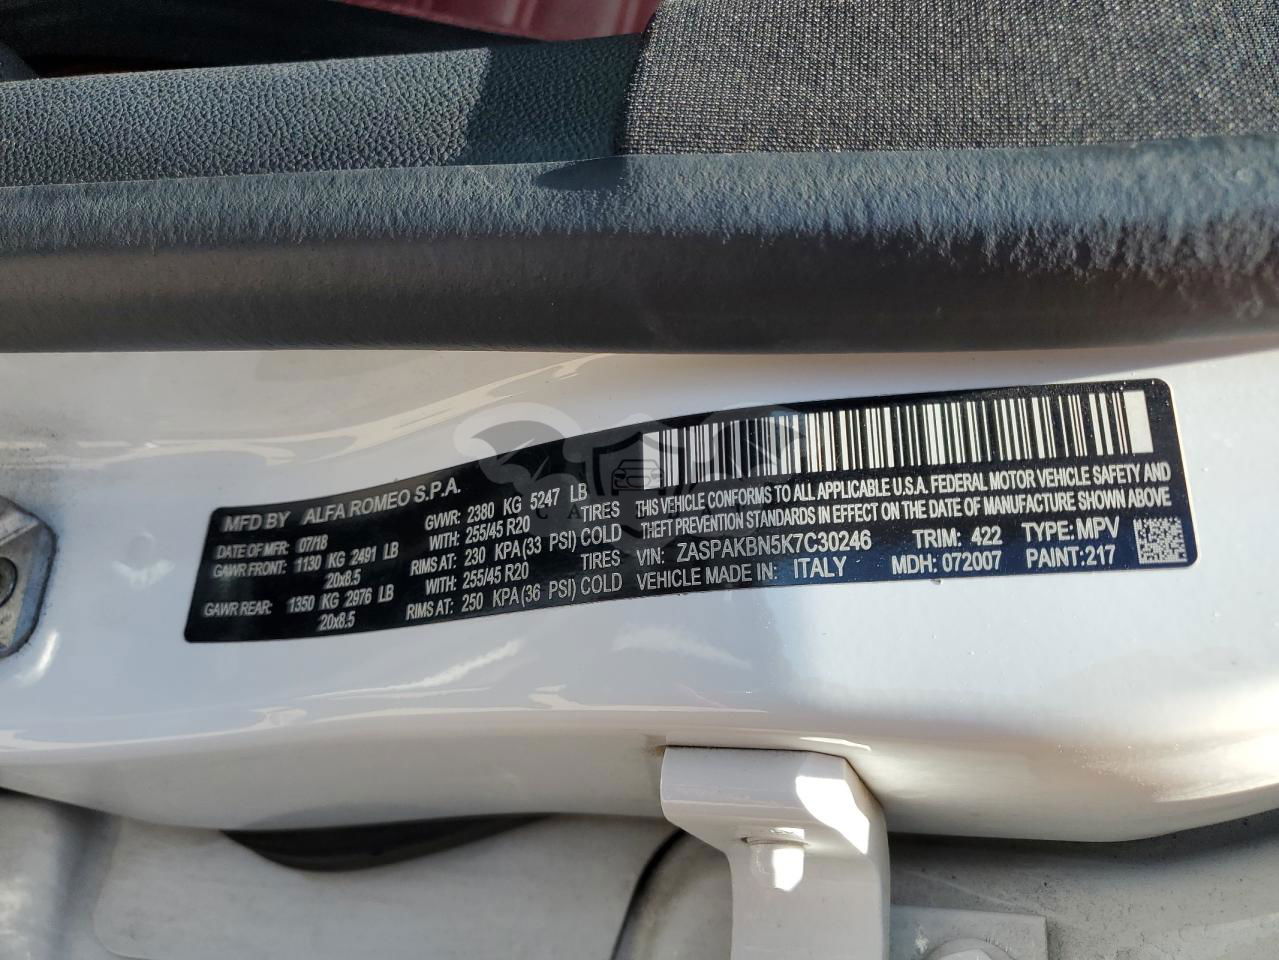 MFD BY ALFA ROMEO S.P.A.
DATE OF MFR: 07/18 GVWR: 2380 KG 5247 LB
GAWR FRONT: 1130 KG 2491 LB WITH: 255/45 R20 TIRES
20x8.5 RIMS AT: 230 KPA(33 PSI) COLD
GAWR REAR: 1350 KG 2976 LB WITH: 255/45 R20 TIRES
20x8.5 RIMS AT: 250 KPA(36 PSI) COLD
THIS VEHICLE CONFORMS TO ALL APPLICABLE U.S.A. FEDERAL MOTOR VEHICLE SAFETY AND
THEFT PREVENTION STANDARDS IN EFFECT ON THE DATE OF MANUFACTURE SHOWN ABOVE
VIN: ZASPAKBN5K7C30246 TRIM: 422 TYPE:MPV
VEHICLE MADE IN: ITALY MDH: 072007 PAINT:217